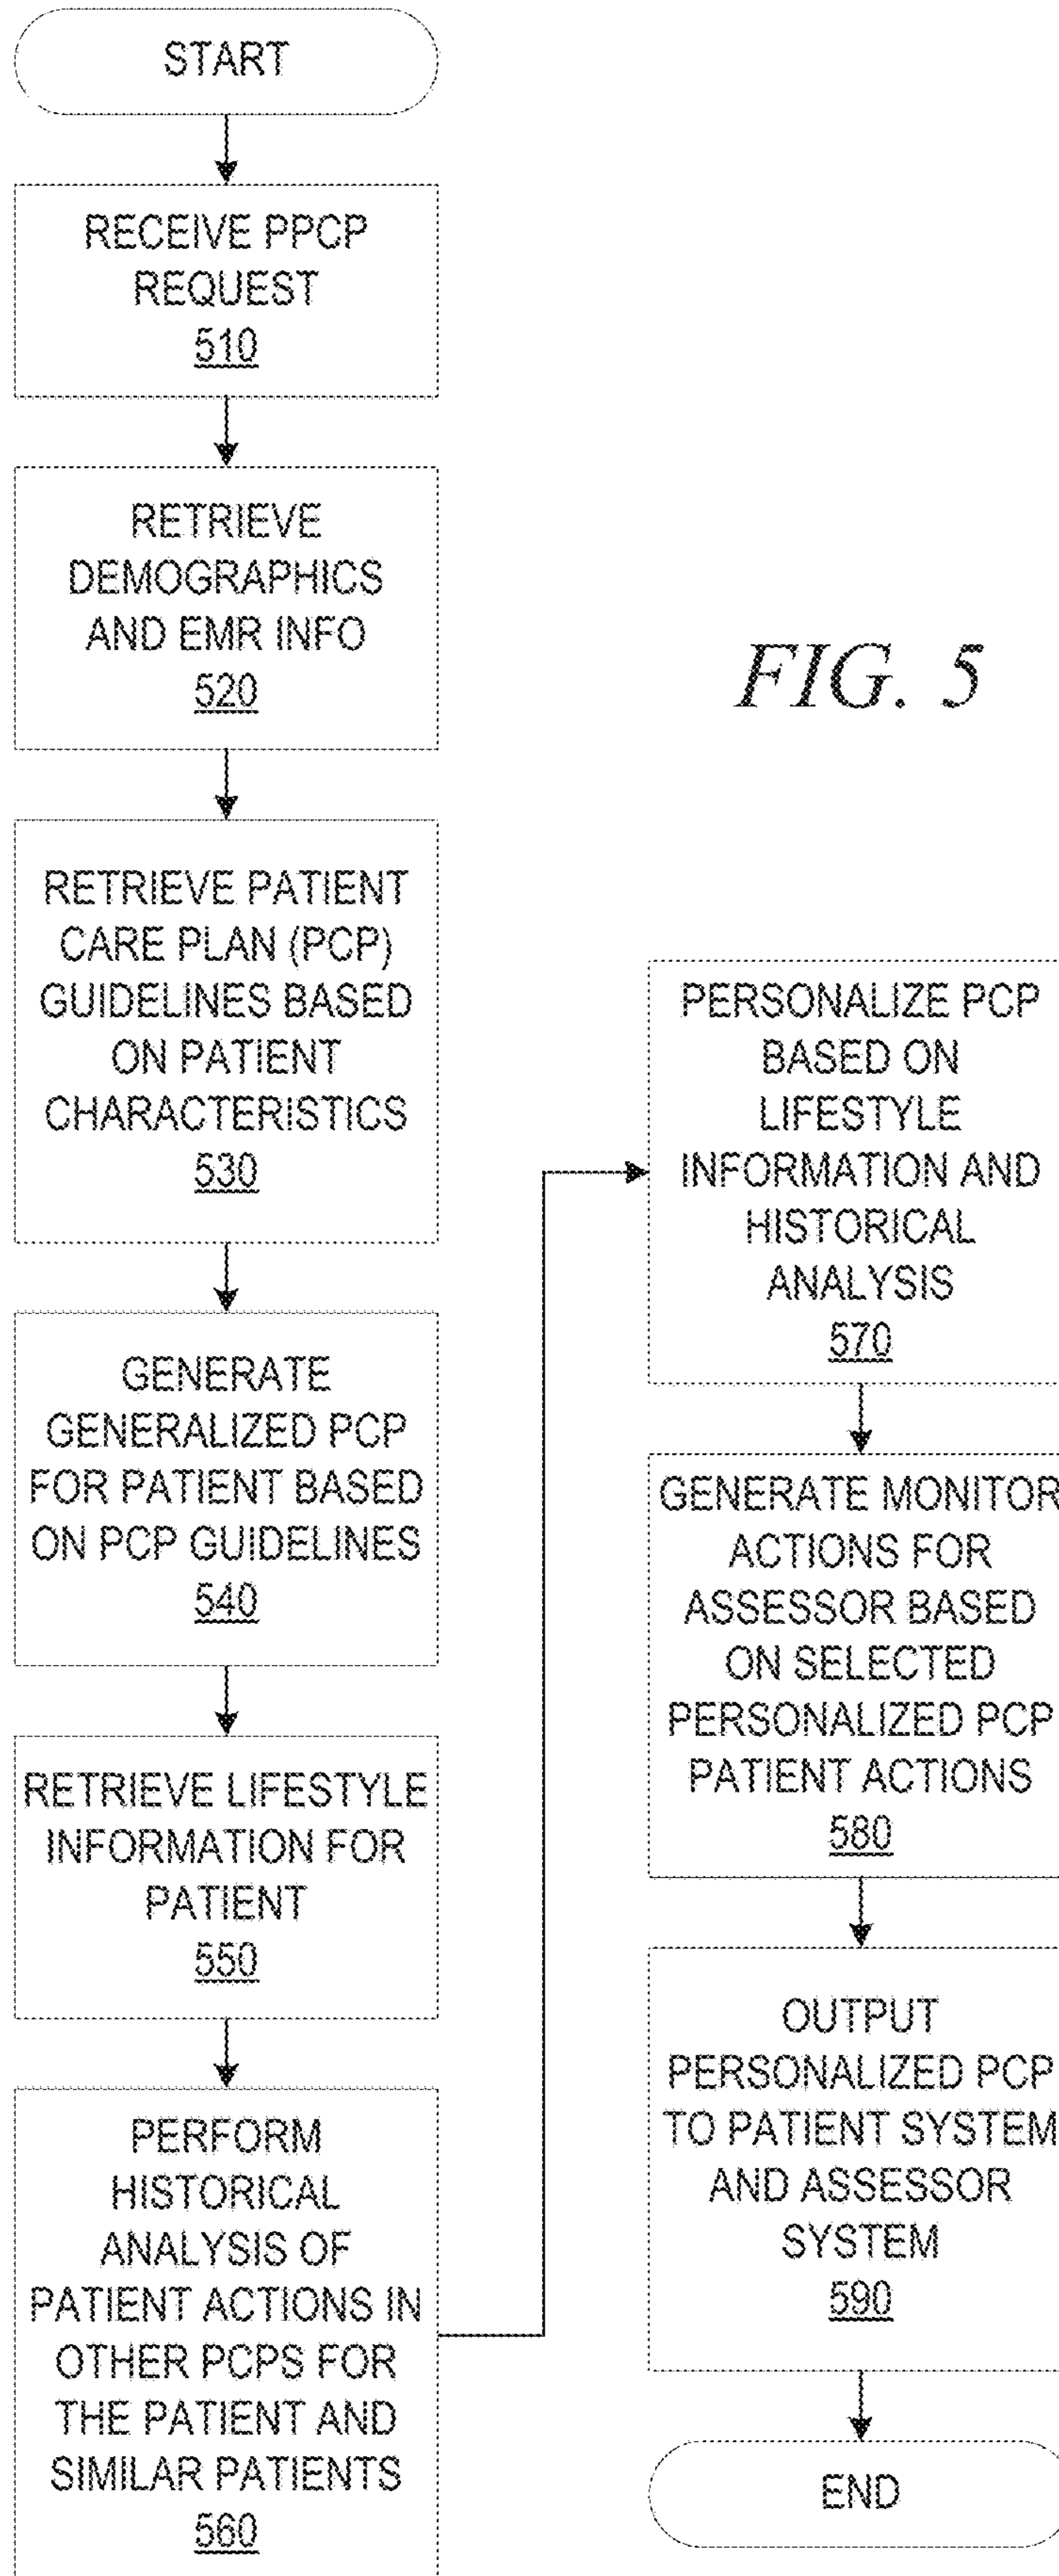 START
RECEIVE PPCP
REQUEST
510
RETRIEVE
DEMOGRAPHICS
AND EMR INFO
520
RETRIEVE PATIENT
CARE PLAN (PCP)
GUIDELINES BASED
ON PATIENT
CHARACTERISTICS
530
GENERATE
GENERALIZED PCP
FOR PATIENT BASED
ON PCP GUIDELINES
540
RETRIEVE LIFESTYLE
INFORMATION FOR
PATIENT
550
PERFORM
HISTORICAL
ANALYSIS OF
PATIENT ACTIONS IN
OTHER PCPS FOR
THE PATIENT AND
SIMILAR PATIENTS
560
FIG. 5
PERSONALIZE PCP
BASED ON
LIFESTYLE
INFORMATION AND
HISTORICAL
ANALYSIS
570
GENERATE MONITOR
ACTIONS FOR
ASSESSOR BASED
ON SELECTED
PERSONALIZED PCP
PATIENT ACTIONS
580
OUTPUT
PERSONALIZED PCP
TO PATIENT SYSTEM
AND ASSESSOR
SYSTEM
590
END